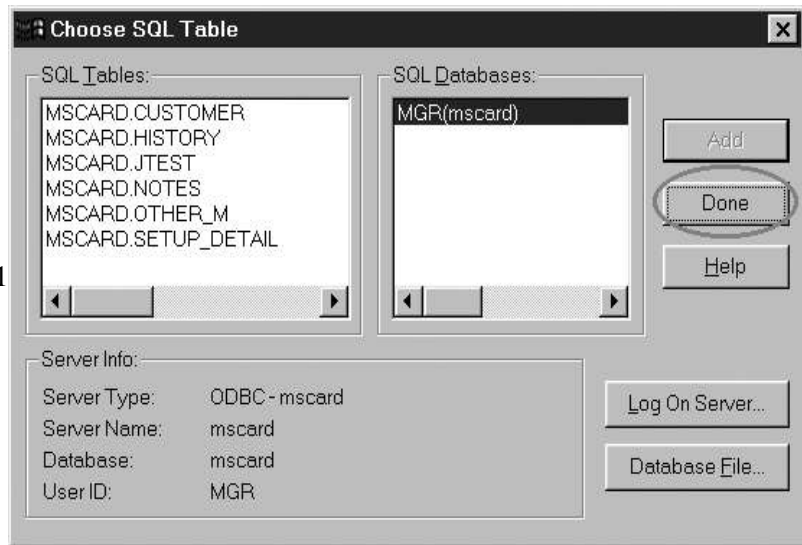 Choose SQL Table
SQL Tables:
MSCARD.CUSTOMER
MSCARD.HISTORY
MSCARD.JTEST
MSCARD.NOTES
MSCARD.OTHER_M
MSCARD.SETUP_DETAIL
SQL Databases:
MGR(mscard)
Add
Done
Help
1
Server Info:
Server Type: ODBC - mscard
Server Name: mscard
Database: mscard
User ID: MGR
Log On Server...
Database File...